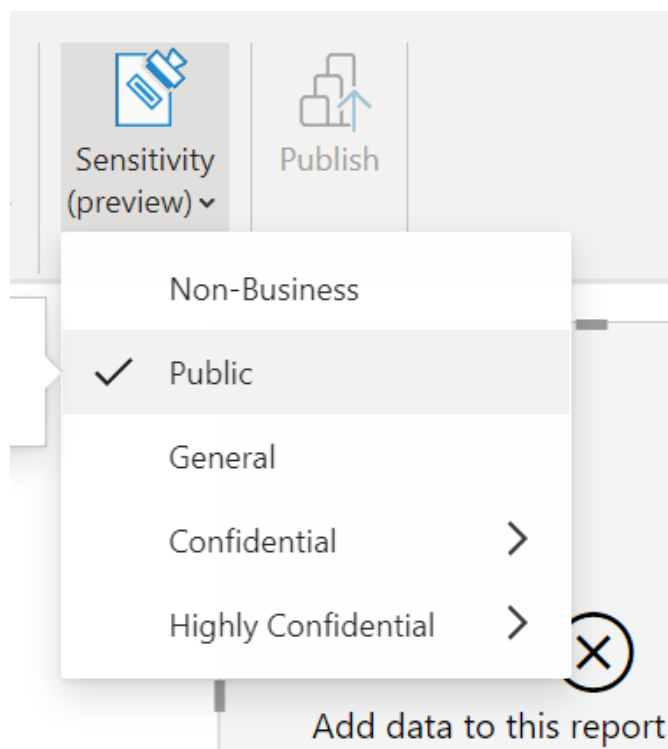 Sensitivity
(preview)
Publish
Non-Business
Public
General
Confidential
Highly Confidential
Add data to this report